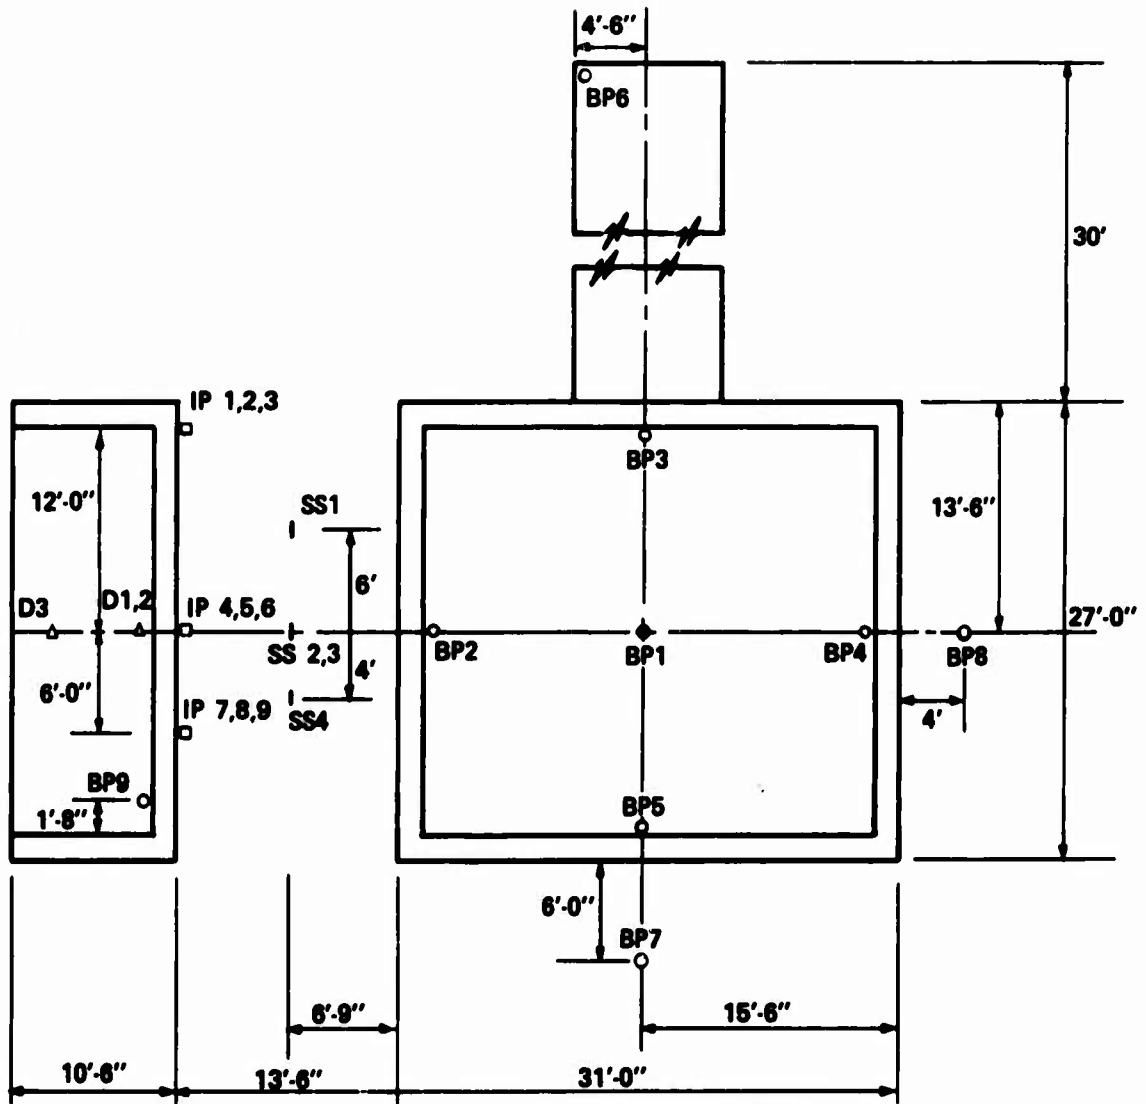 4'-6"
BP6
30'
IP 1,2,3
BP3
12'-0"
SS1
13'-6"
6'
D3
D1,2
IP 4,5,6
27'-0"
SS 2,3
BP2
BP1
BP4
BP8
4'
6'-0"
IP 7,8,9
SS4
4'
BP9
1'-8"
BP5
6'-0"
BP7
6'-9"
15'-6"
10'-6"
13'-6"
31'-0"